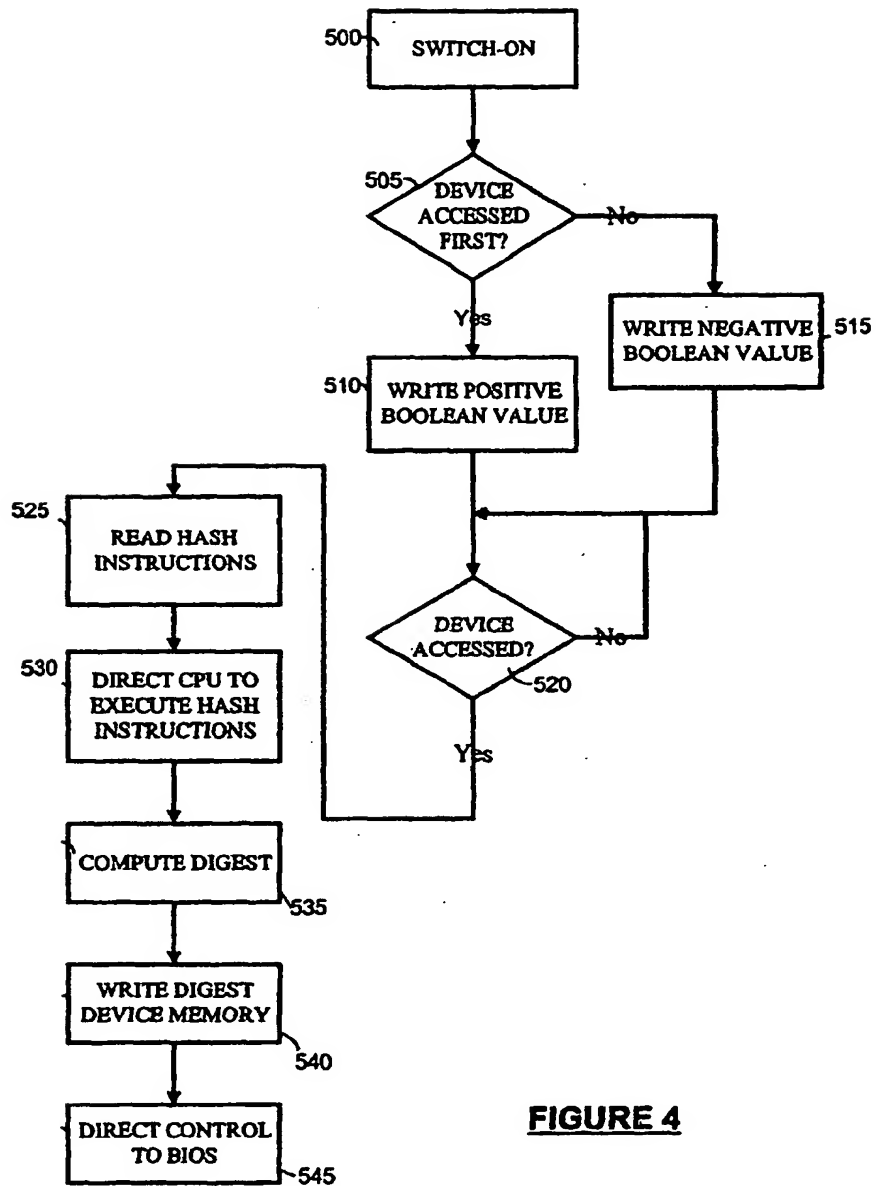 500
SWITCH-ON
505
DEVICE
ACCESSED
FIRST?
No
Yes
WRITE NEGATIVE
BOOLEAN VALUE
515
510
WRITE POSITIVE
BOOLEAN VALUE
DEVICE
ACCESSED?
No
520
Yes
525
READ HASH
INSTRUCTIONS
530
DIRECT CPU TO
EXECUTE HASH
INSTRUCTIONS
COMPUTE DIGEST
535
WRITE DIGEST
DEVICE MEMORY
540
DIRECT CONTROL
TO BIOS
545
FIGURE 4